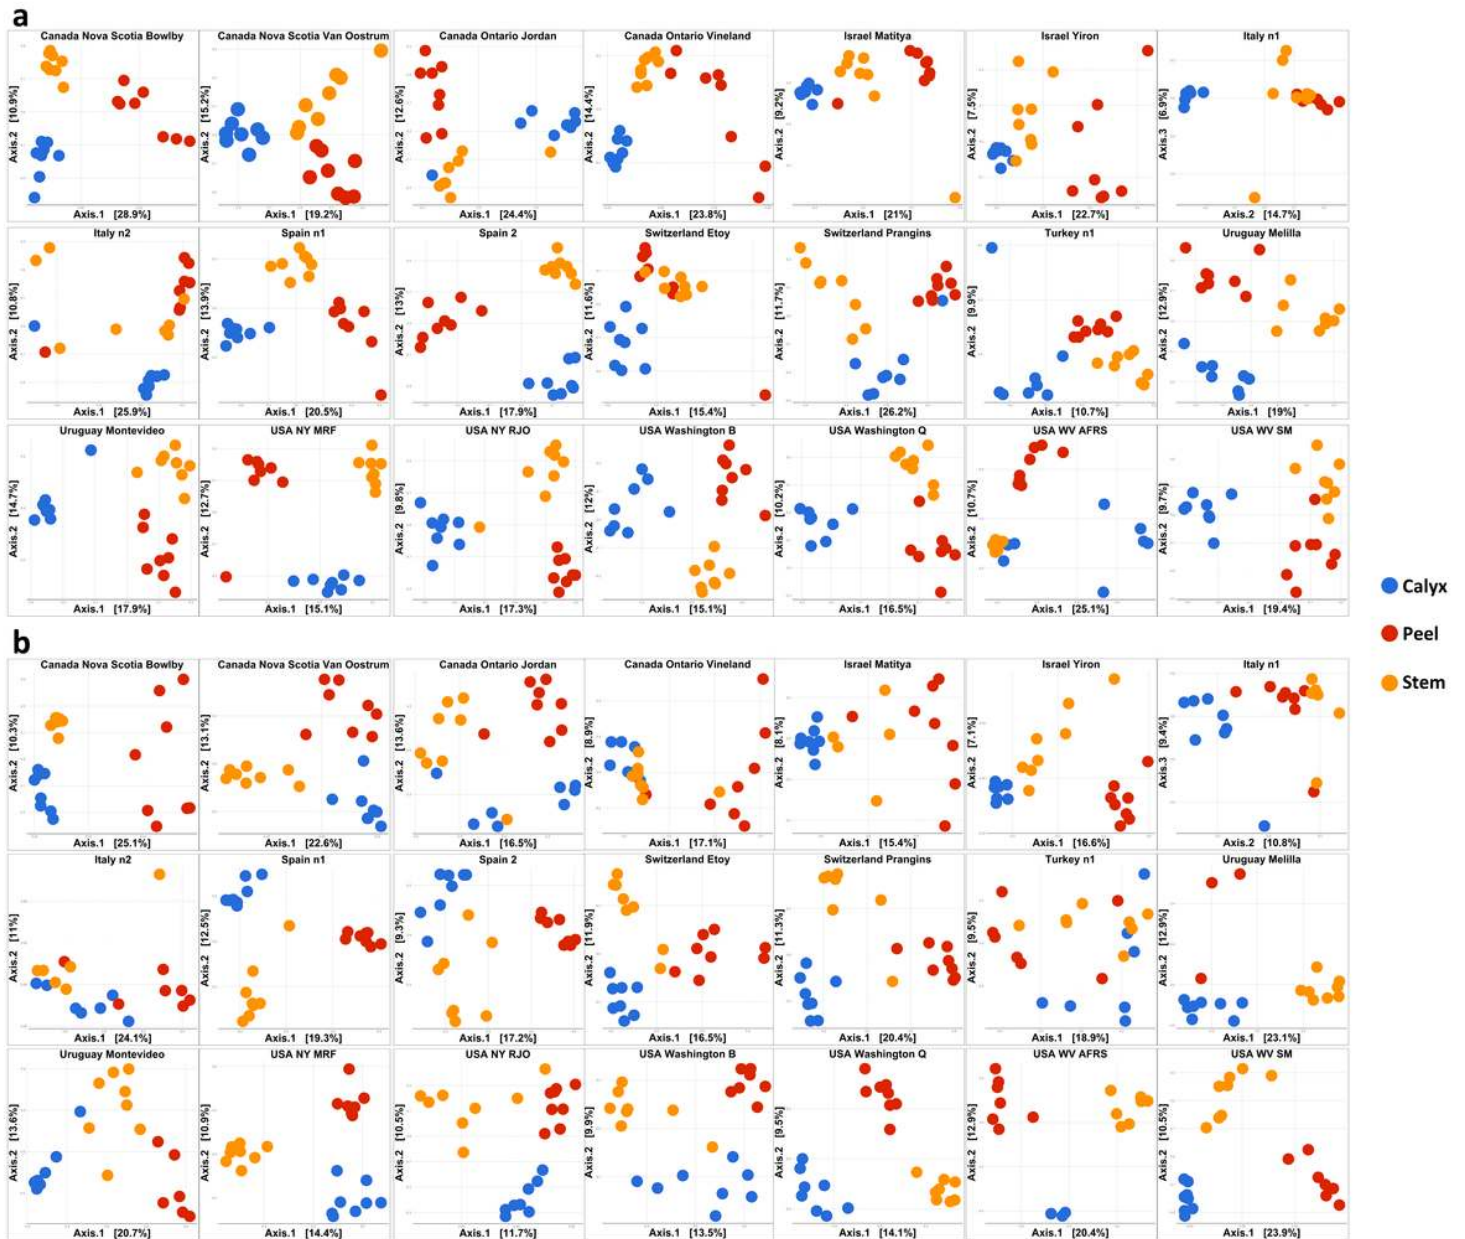 a
Canada Nova Scotia Bowlby
Canada Nova Scotia Van Oostrum
Canada Ontario Jordan
Canada Ontario Vineland
Israel Matitya
Israel Yiron
Italy n1
Axis.2 [10.9%]
Axis.2 [15.2%]
Axis.2 [12.6%]
Axis.2 [14.4%]
Axis.2 [9.2%]
Axis.2 [7.5%]
Axis.3 [6.9%]
Axis.1 [28.9%]
Axis.1 [19.2%]
Axis.1 [24.4%]
Axis.1 [23.8%]
Axis.1 [21%]
Axis.1 [22.7%]
Axis.2 [14.7%]
Italy n2
Spain n1
Spain 2
Switzerland Etoy
Switzerland Prangins
Turkey n1
Uruguay Melilla
Axis.2 [10.8%]
Axis.2 [13.9%]
Axis.2 [13%]
Axis.2 [11.6%]
Axis.2 [11.7%]
Axis.2 [9.9%]
Axis.2 [12.9%]
Axis.1 [25.9%]
Axis.1 [20.5%]
Axis.1 [17.9%]
Axis.1 [15.4%]
Axis.1 [26.2%]
Axis.1 [10.7%]
Axis.1 [19%]
Uruguay Montevideo
USA NY MRF
USA NY RJO
USA Washington B
USA Washington Q
USA WV AFRS
USA WV SM
Axis.2 [14.7%]
Axis.2 [12.7%]
Axis.2 [9.8%]
Axis.2 [12%]
Axis.2 [10.2%]
Axis.2 [10.7%]
Axis.2 [9.7%]
Axis.1 [17.9%]
Axis.1 [15.1%]
Axis.1 [17.3%]
Axis.1 [15.1%]
Axis.1 [16.5%]
Axis.1 [25.1%]
Axis.1 [19.4%]
Calyx
Peel
Stem
b
Canada Nova Scotia Bowlby
Canada Nova Scotia Van Oostrum
Canada Ontario Jordan
Canada Ontario Vineland
Israel Matitya
Israel Yiron
Italy n1
Axis.2 [10.3%]
Axis.2 [13.1%]
Axis.2 [13.6%]
Axis.2 [8.9%]
Axis.2 [8.1%]
Axis.2 [7.1%]
Axis.3 [9.4%]
Axis.1 [25.1%]
Axis.1 [22.6%]
Axis.1 [16.5%]
Axis.1 [17.1%]
Axis.1 [15.4%]
Axis.1 [16.6%]
Axis.2 [10.8%]
Italy n2
Spain n1
Spain 2
Switzerland Etoy
Switzerland Prangins
Turkey n1
Uruguay Melilla
Axis.2 [11%]
Axis.2 [12.5%]
Axis.2 [9.3%]
Axis.2 [11.9%]
Axis.2 [11.3%]
Axis.2 [9.5%]
Axis.2 [12.9%]
Axis.1 [24.1%]
Axis.1 [19.3%]
Axis.1 [17.2%]
Axis.1 [16.5%]
Axis.1 [20.4%]
Axis.1 [18.9%]
Axis.1 [23.1%]
Uruguay Montevideo
USA NY MRF
USA NY RJO
USA Washington B
USA Washington Q
USA WV AFRS
USA WV SM
Axis.2 [13.6%]
Axis.2 [10.9%]
Axis.2 [10.5%]
Axis.2 [9.9%]
Axis.2 [9.5%]
Axis.2 [12.9%]
Axis.2 [10.5%]
Axis.1 [20.7%]
Axis.1 [14.4%]
Axis.1 [11.7%]
Axis.1 [13.5%]
Axis.1 [14.1%]
Axis.1 [20.4%]
Axis.1 [23.9%]